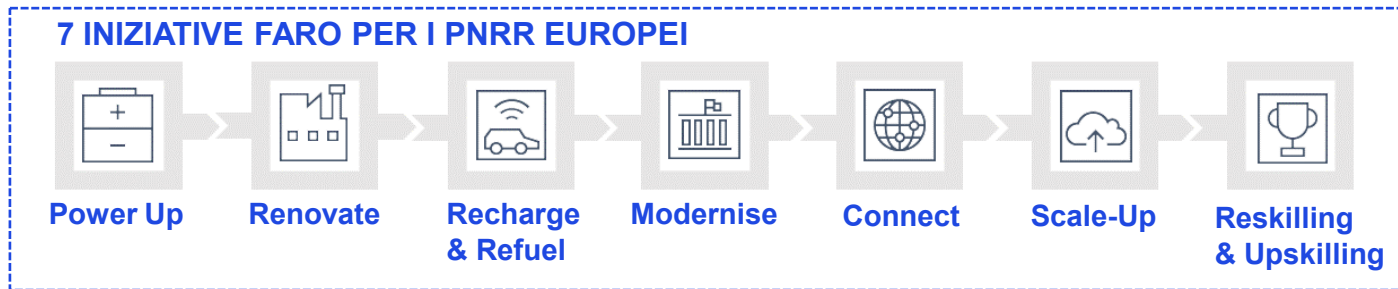 7 INIZIATIVE FARO PER I PNRR EUROPEI
Power Up
Renovate
Recharge
& Refuel
Modernise
Connect
Scale-Up
Reskilling
& Upskilling